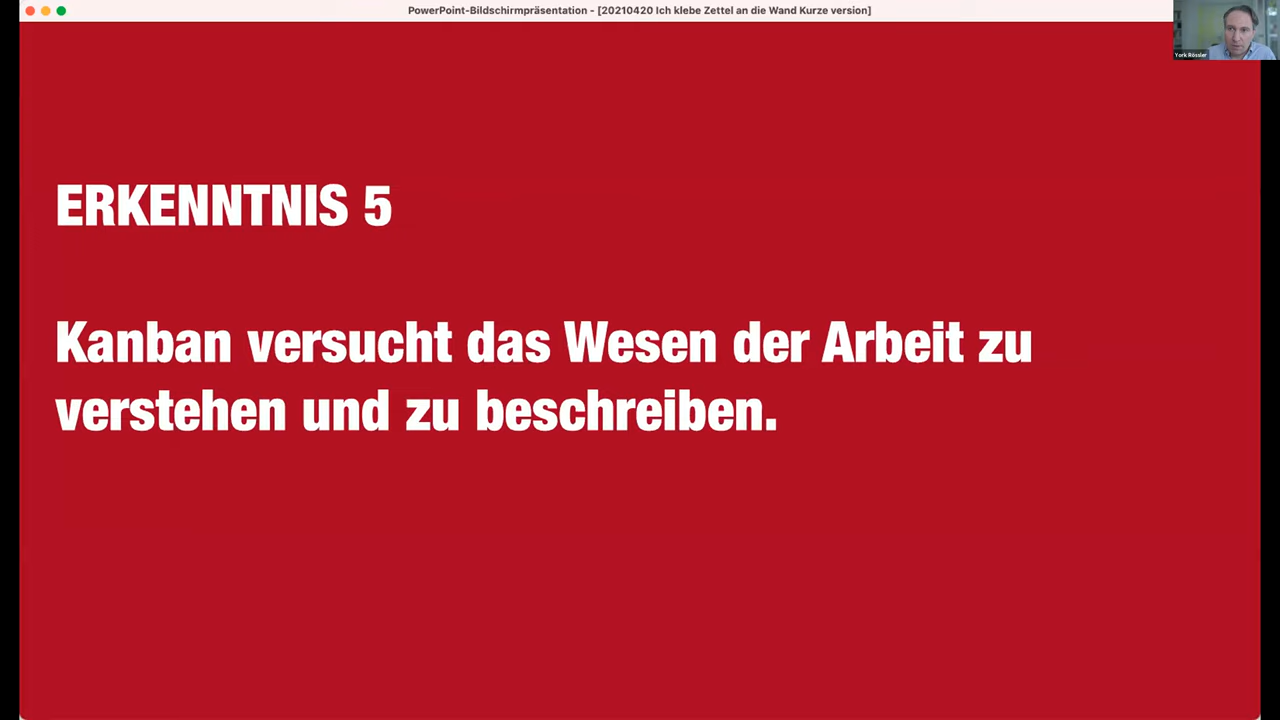 PowerPoint-Bildschirmpräsentation - [20210420 Ich klebe Zettel an die Wand Kurze version]
York Rössler
ERKENNTNIS 5
Kanban versucht das Wesen der Arbeit zu
verstehen und zu beschreiben.